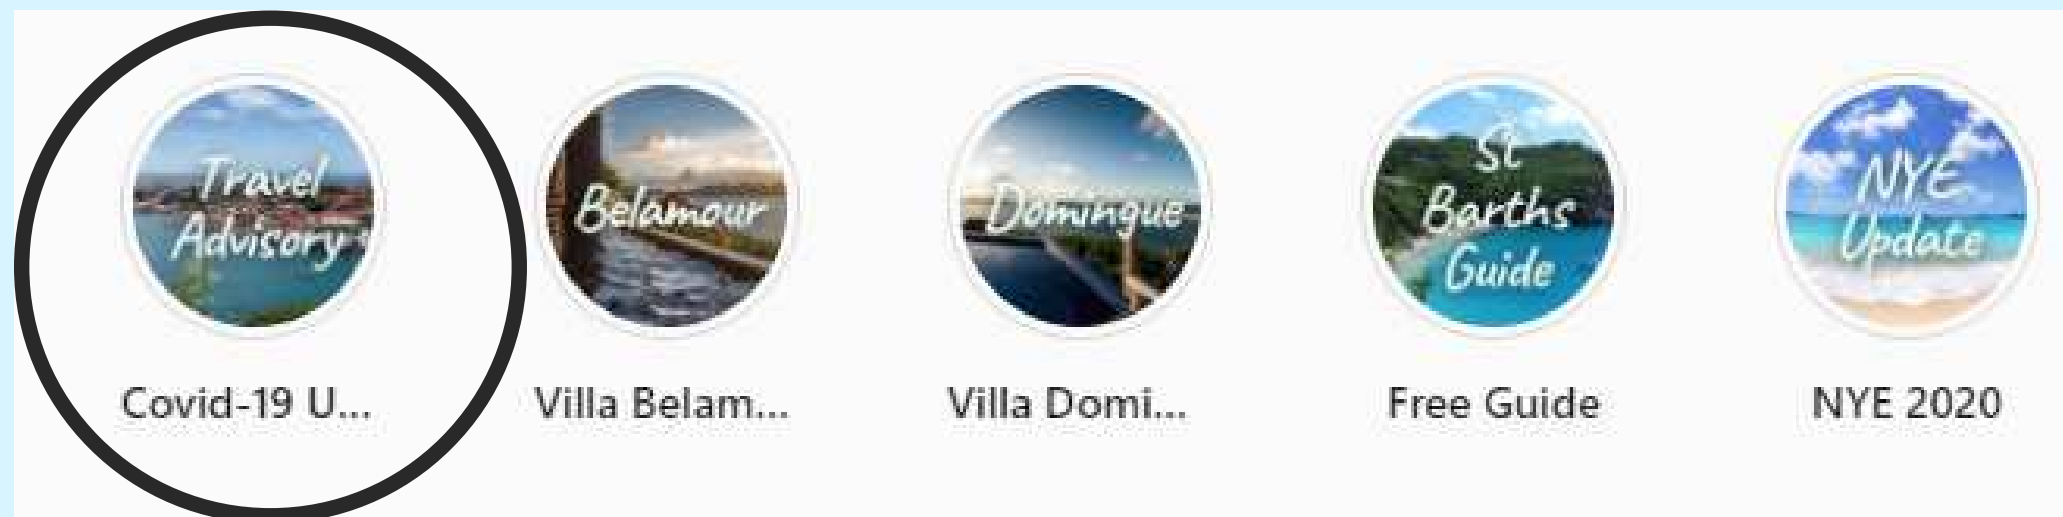 Travel
Advisory
Covid-19 U...
Belamour
Villa Belam...
Domingue
Villa Domi...
St
Barths
Guide
Free Guide
NYE
Update
NYE 2020